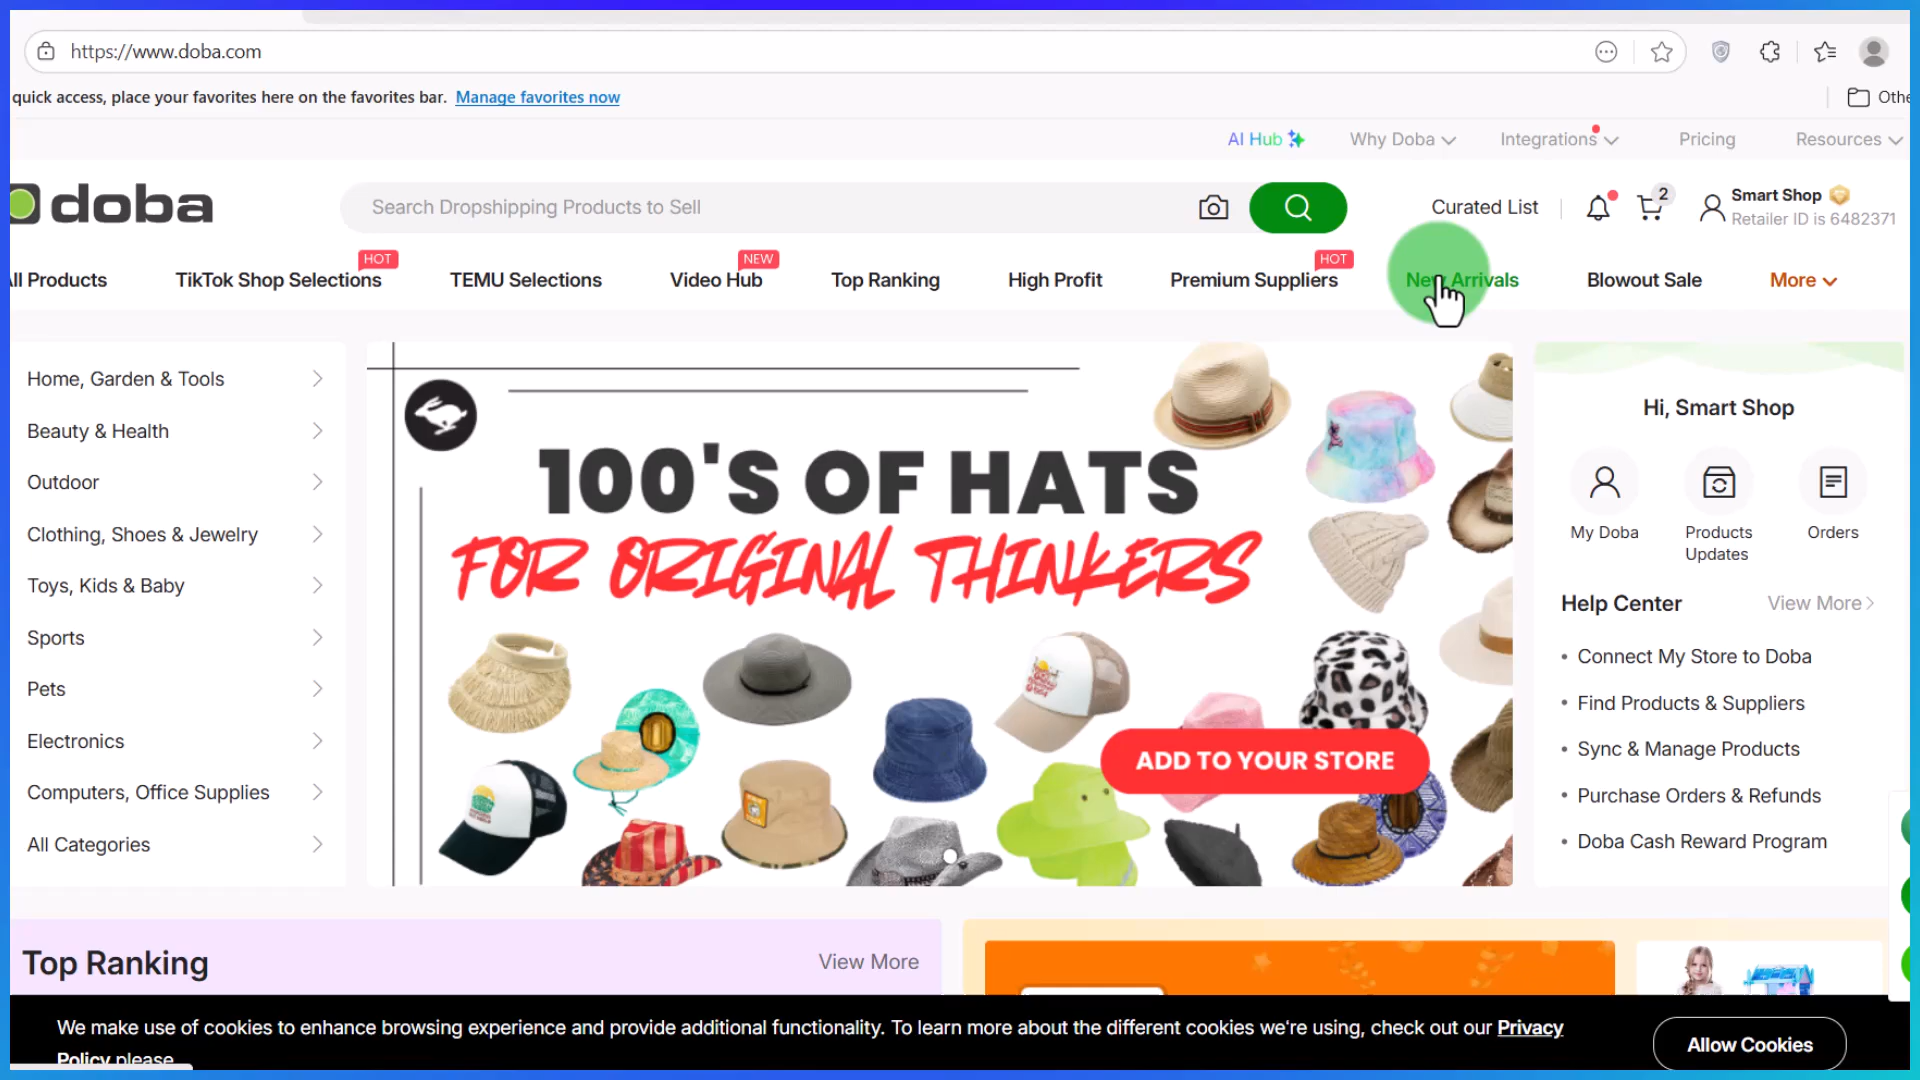 https://www.doba.com
quick access, place your favorites here on the favorites bar. Manage favorites now
AI Hub
Why Doba
Integrations
Pricing
Resources
doba
Search Dropshipping Products to Sell
Curated List
2
Smart Shop
Retailer ID is 6482371
HOT
NEW
HOT
ll Products
TikTok Shop Selections
TEMU Selections
Video Hub
Top Ranking
High Profit
Premium Suppliers
New Arrivals
Blowout Sale
More
Home, Garden & Tools
Beauty & Health
Outdoor
Clothing, Shoes & Jewelry
Toys, Kids & Baby
Sports
Pets
Electronics
Computers, Office Supplies
All Categories
100'S OF HATS
FOR ORIGINAL THINKERS
ADD TO YOUR STORE
Hi, Smart Shop
My Doba
Products
Updates
Orders
Help Center
View More
• Connect My Store to Doba
• Find Products & Suppliers
• Sync & Manage Products
• Purchase Orders & Refunds
• Doba Cash Reward Program
Top Ranking
View More
We make use of cookies to enhance browsing experience and provide additional functionality. To learn more about the different cookies we're using, check out our Privacy
Policy please
Allow Cookies